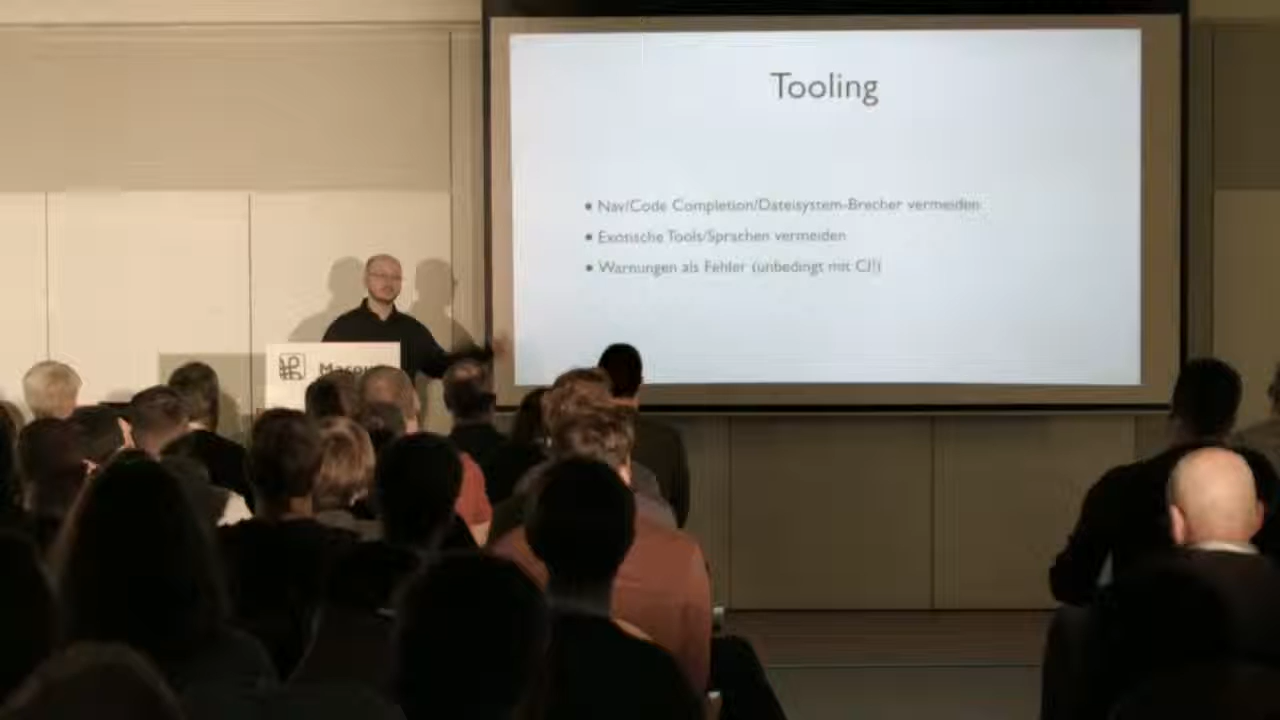 Tooling
• Nav/Code Completion/Dateisystem-Brecher vermeiden
• Exotische Tools/Sprachen vermeiden
• Warnungen als Fehler (unbedingt mit CI!)